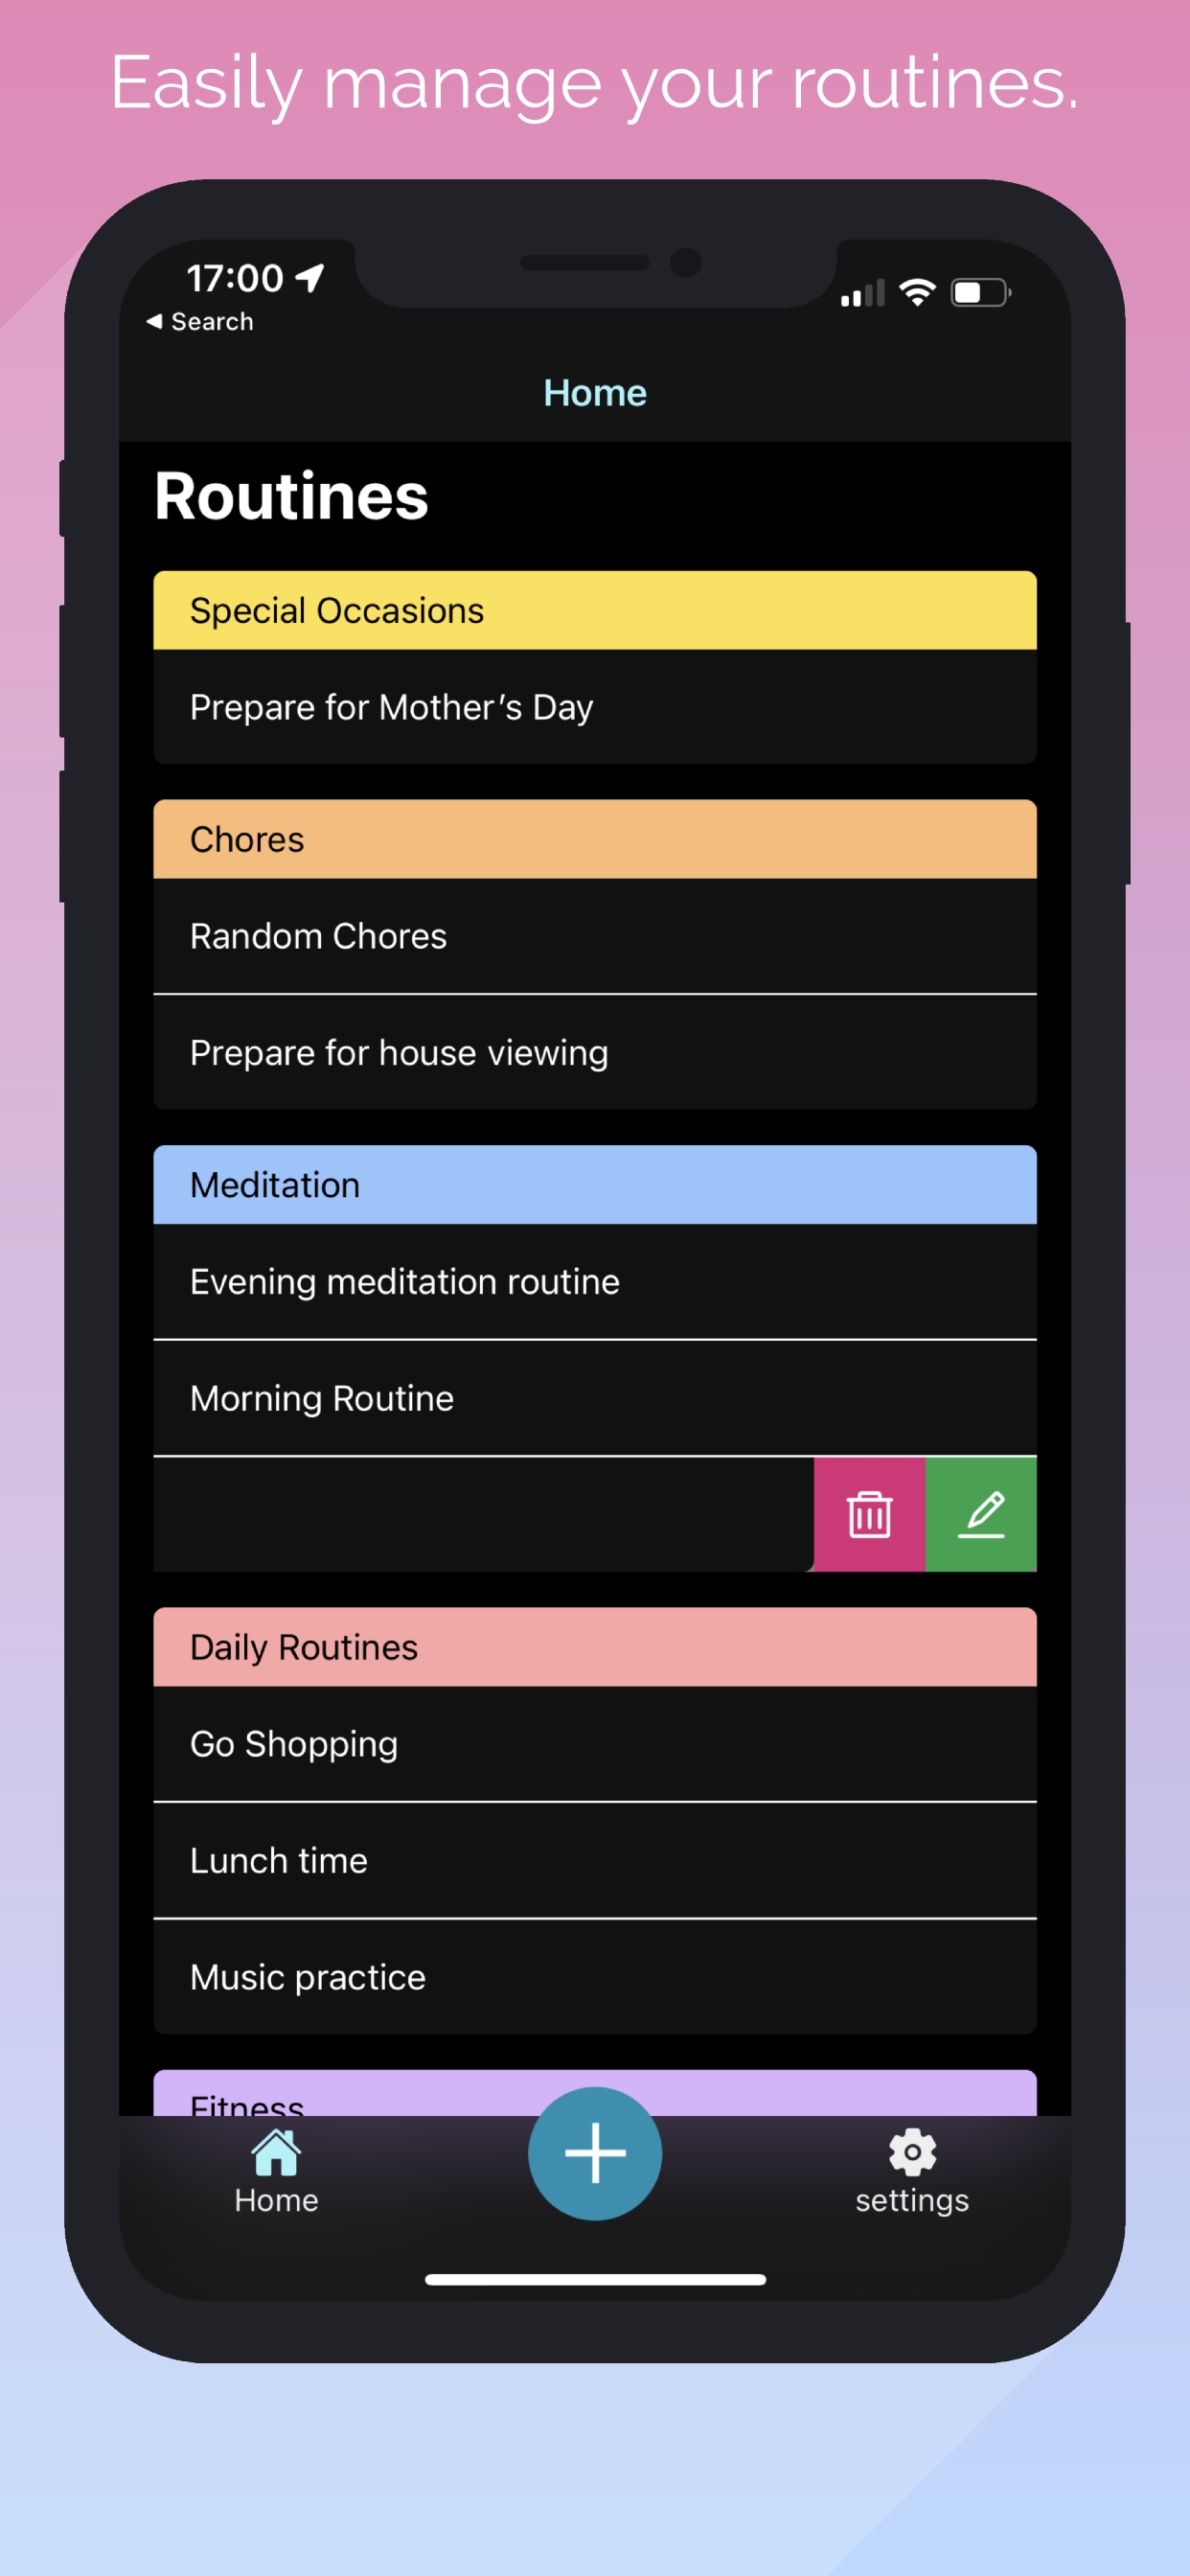 Easily manage your routines.
17:00
Search
Home
Routines
Special Occasions
Prepare for Mother’s Day
Chores
Random Chores
Prepare for house viewing
Meditation
Evening meditation routine
Morning Routine
Daily Routines
Go Shopping
Lunch time
Music practice
Fitness
Home
settings